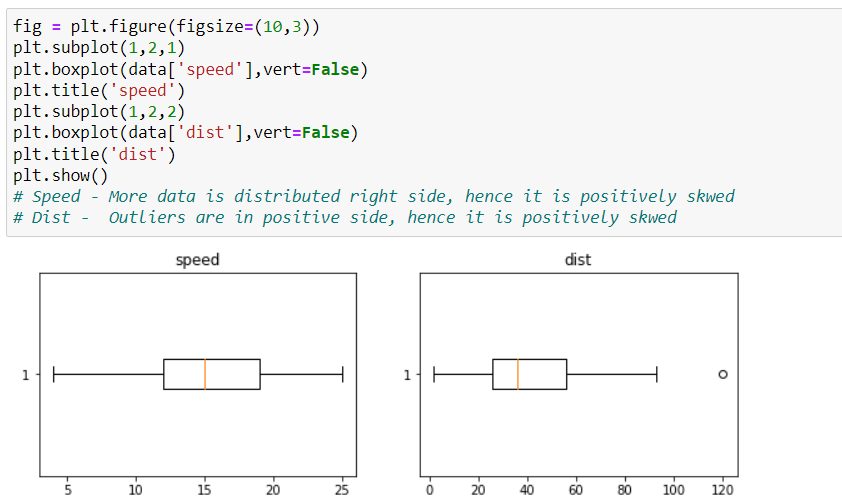 fig = plt.figure(figsize=(10,3))
plt.subplot(1,2,1)
plt.boxplot(data['speed'],vert=False)
plt.title('speed')
plt.subplot(1,2,2)
plt.boxplot(data['dist'],vert=False)
plt.title('dist')
plt.show()
# Speed - More data is distributed right side, hence it is positively skwed
# Dist -  Outliers are in positive side, hence it is positively skwed
speed
1
5 10 15 20 25
dist
1
0 20 40 60 80 100 120